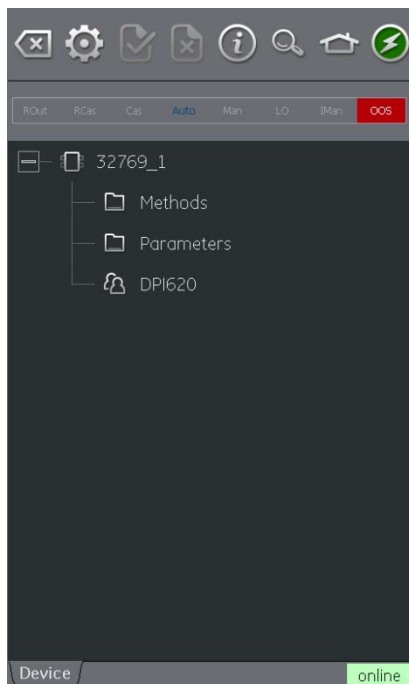 ROut RCas Cas Auto Man LO IMan OOS
32769_1
Methods
Parameters
DPI620
Device online